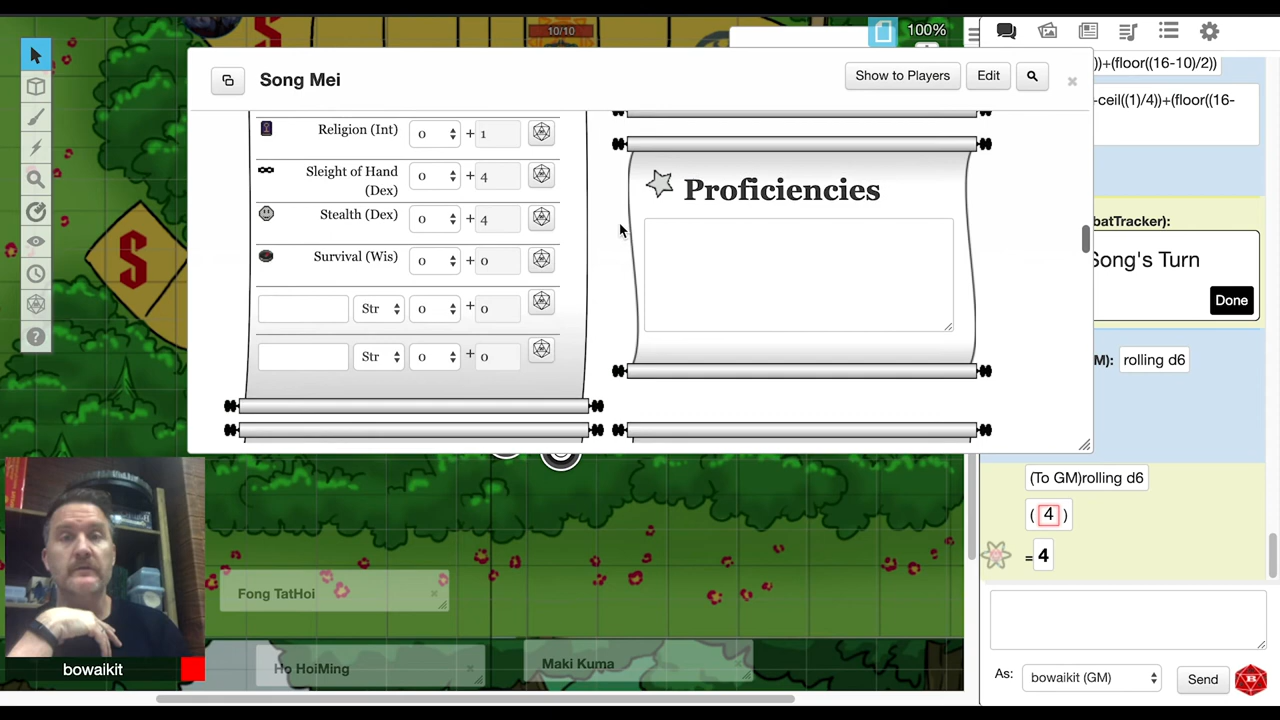 10/10
100%
S
Song Mei
Show to Players
Edit
×
Religion (Int)
0
+
1
Sleight of Hand
(Dex)
0
+
4
Stealth (Dex)
0
+
4
Survival (Wis)
0
+
0
Str
0
+
0
Str
0
+
0
Proficiencies
))+(floor((16-10)/2))
-ceil((1)/4))+(floor((16-
batTracker):
Song's Turn
Done
M):
rolling d6
(To GM)rolling d6
(4)
=4
Fong TatHoi
×
Ho HoiMing
×
Maki Kuma
×
bowaikit
As:
bowaikit (GM)
Send